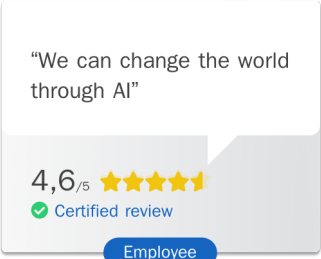 “We can change the world
through AI”
4,6/5
Certified review
Employee